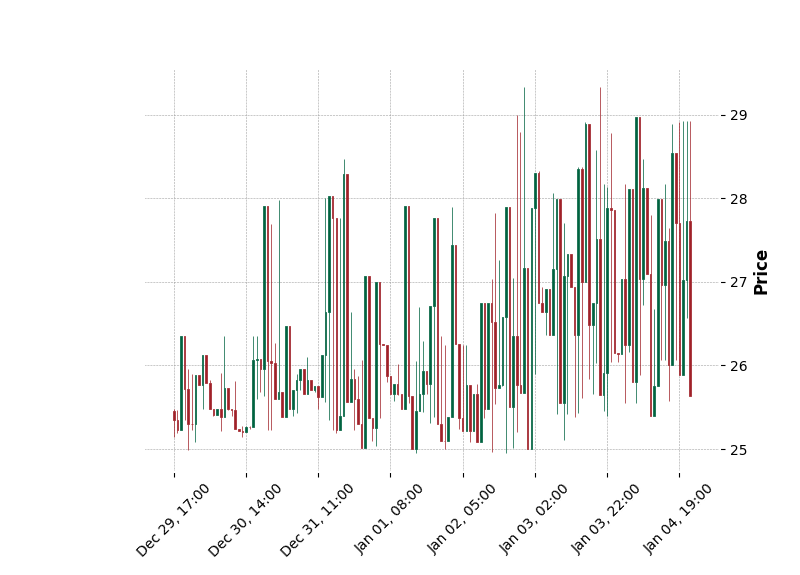 29
28
27
26
25
Price
Dec 29, 17:00
Dec 30, 14:00
Dec 31, 11:00
Jan 01, 08:00
Jan 02, 05:00
Jan 03, 02:00
Jan 03, 22:00
Jan 04, 19:00